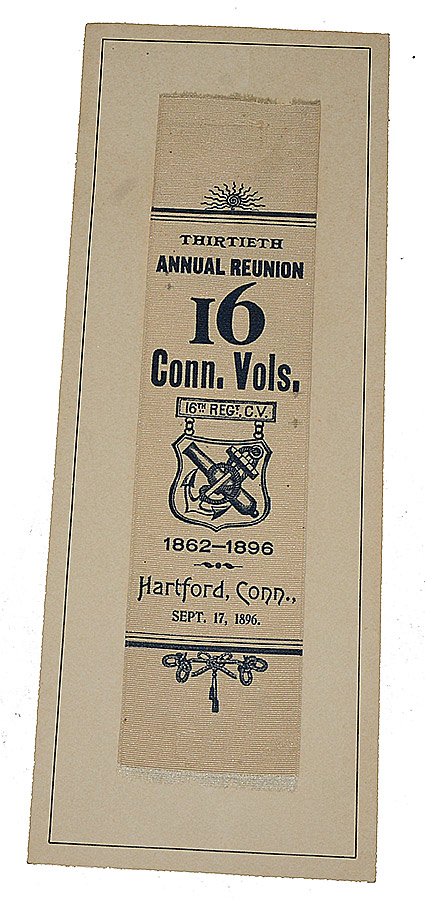 THIRTIETH
ANNUAL REUNION
16
Conn. Vols.
16TH REGT. C.V.
1862–1896
Hartford, Conn.,
SEPT. 17, 1896.